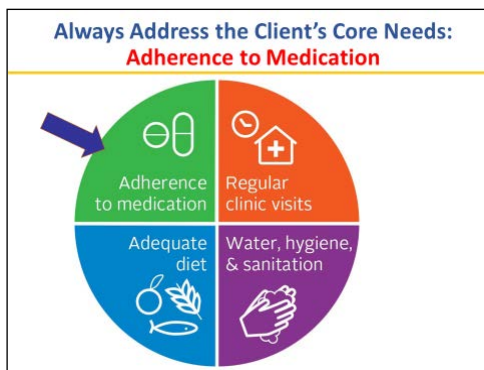 Always Address the Client's Core Needs:
Adherence to Medication
Adherence
to medication
Regular
clinic visits
Adequate
diet
Water, hygiene,
& sanitation